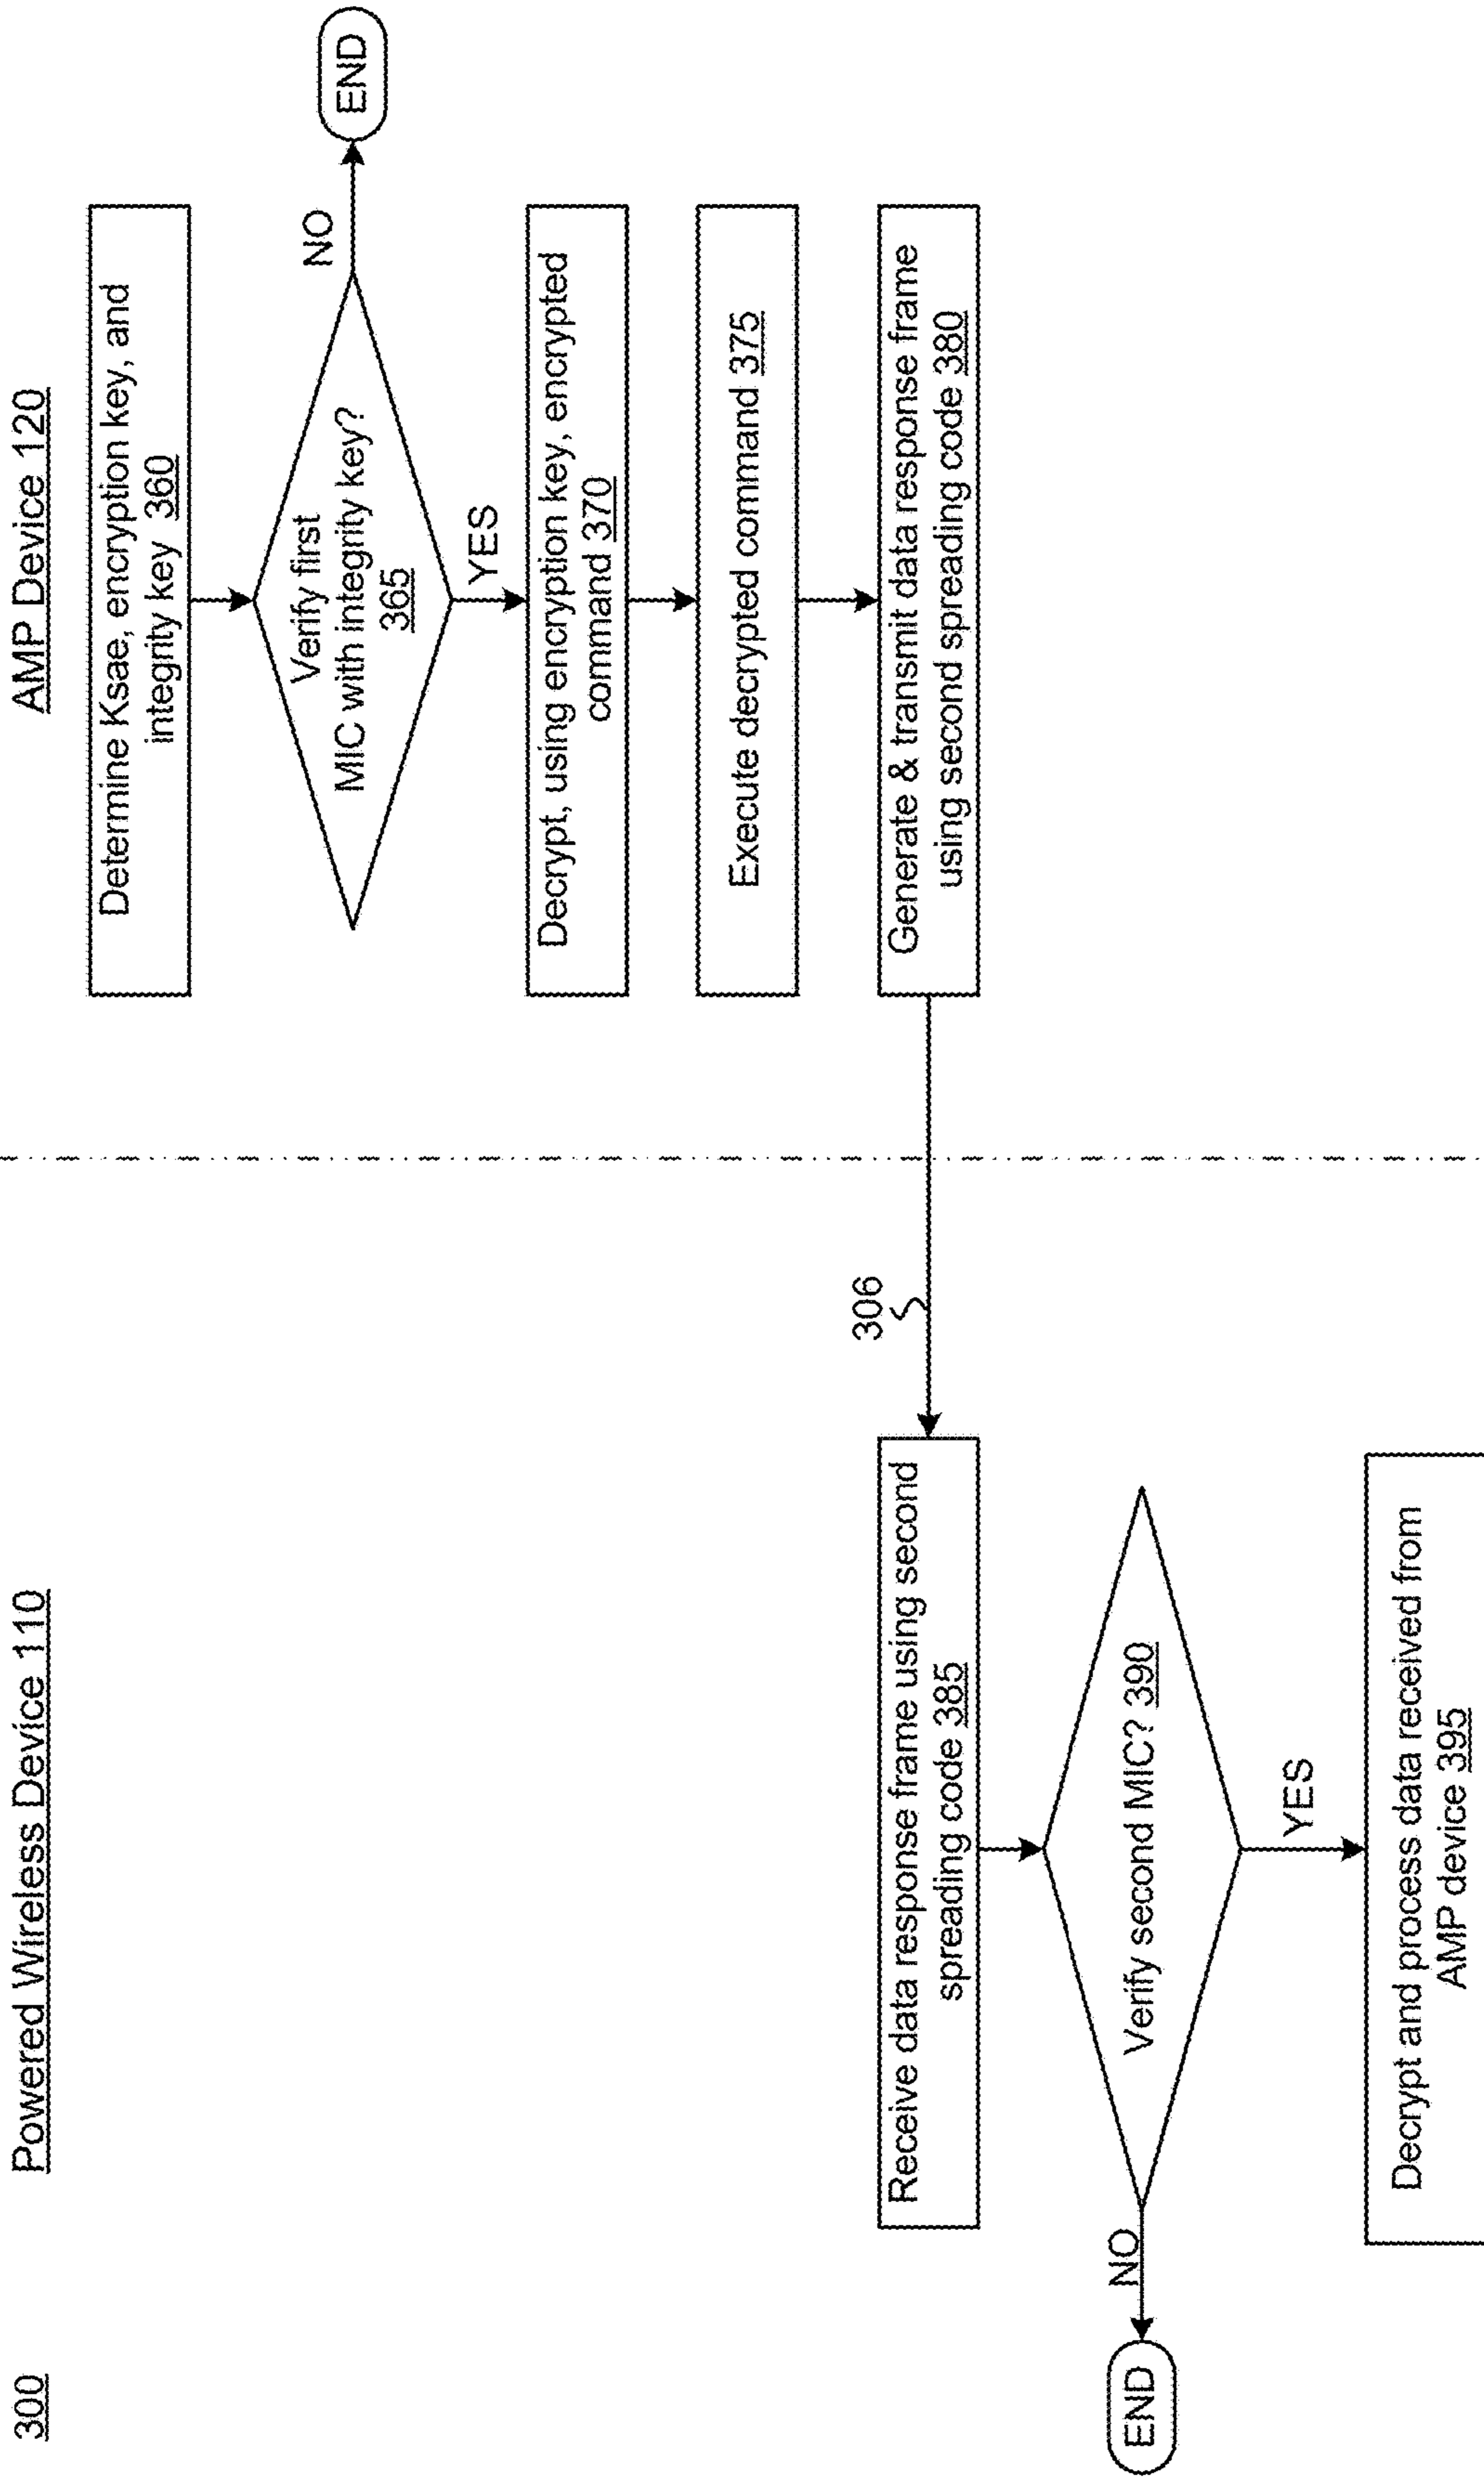 300
Powered Wireless Device 110
AMP Device 120
Determine Ksae, encryption key, and
integrity key 360
Verify first
MIC with integrity key?
365
NO
END
YES
Decrypt, using encryption key, encrypted
command 370
Execute decrypted command 375
Generate & transmit data response frame
using second spreading code 380
306
Receive data response frame using second
spreading code 385
Verify second MIC? 390
NO
END
YES
Decrypt and process data received from
AMP device 395